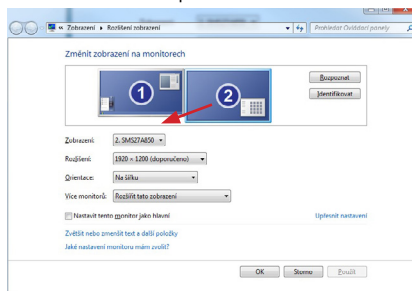 « Zobrazení ▸ Rozlišení zobrazení
Prohledat Ovládací panely
Změnit zobrazení na monitorech
1
2
Rozpoznat
Identifikovat
Zobrazení: 2. SMS27A850
Rozlišení: 1920 × 1200 (doporučeno)
Orientace: Na šířku
Více monitorů: Rozšířit tato zobrazení
Nastavit tento monitor jako hlavní
Upřesnit nastavení
Zvětšit nebo zmenšit text a další položky
Jaké nastavení monitoru mám zvolit?
OK
Storno
Použít